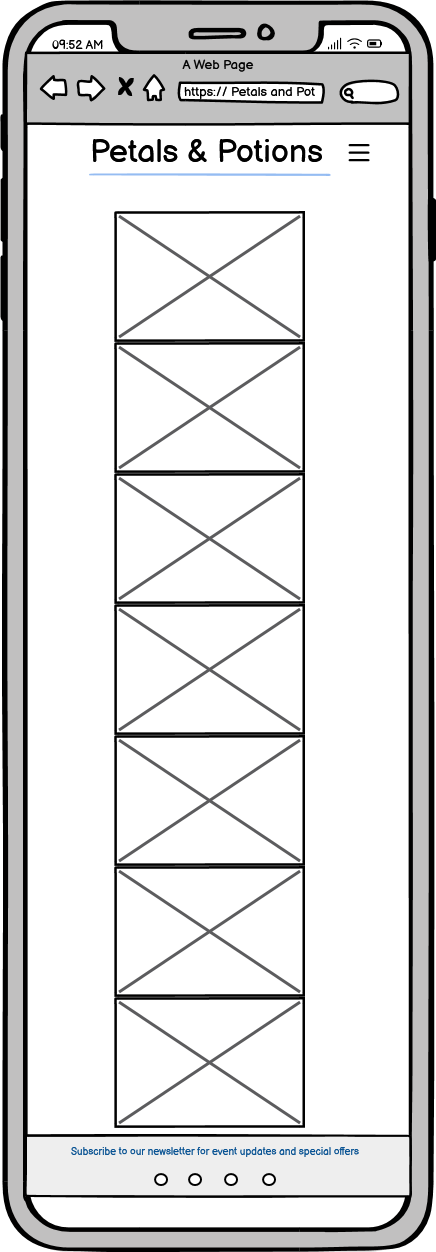 09:52 AM
A Web Page
https:// Petals and Pot
Petals & Potions
Subscribe to our newsletter for event updates and special offers